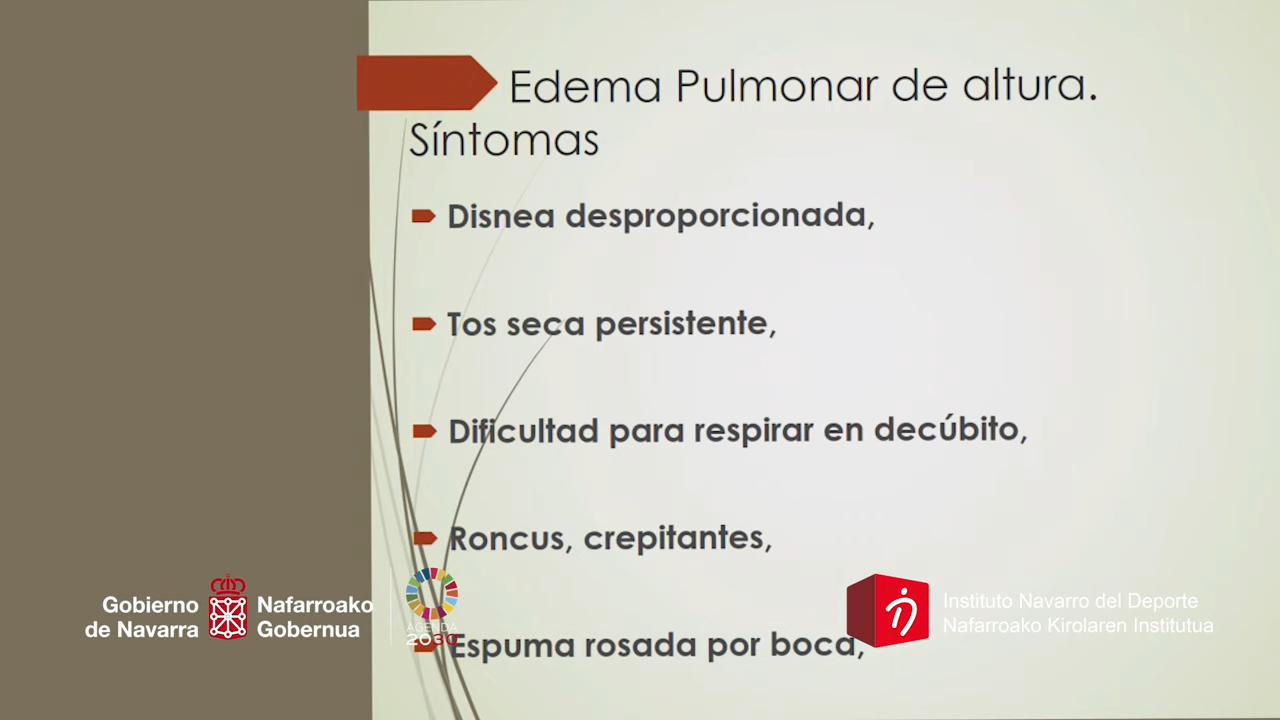 Edema Pulmonar de altura.
Síntomas
Disnea desproporcionada,
Tos seca persistente,
Dificultad para respirar en decúbito,
Roncus, crepitantes,
Espuma rosada por boca,
Gobierno
de Navarra
Nafarroako
Gobernua
AGENDA
2030
Instituto Navarro del Deporte
Nafarroako Kirolaren Institutua